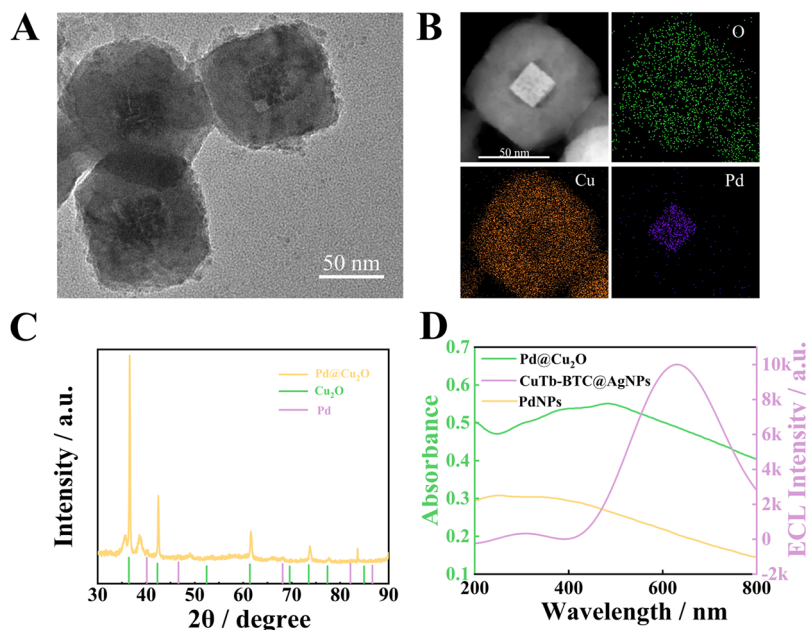 A
50 nm
B
50 nm
O
Cu
Pd
C
Intensity / a.u.
Pd@Cu₂O
Cu₂O
Pd
30 40 50 60 70 80 90
2θ / degree
D
Absorbance
0.7
0.6
0.5
0.4
0.3
0.2
0.1
Pd@Cu₂O
CuTb-BTC@AgNPs
PdNPs
10k
8k
6k
4k
2k
0
-2k
ECL Intensity / a.u.
200 400 600 800
Wavelength / nm